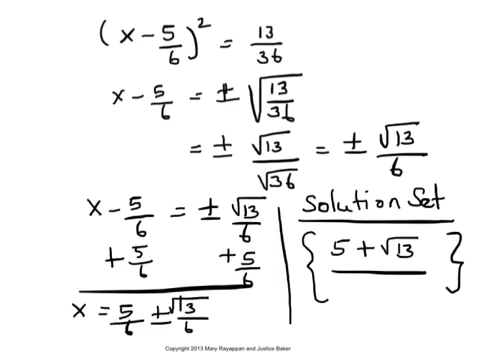 (x - 5/6)² = 13/36
x - 5/6 = ± √(13/36)
= ± √13/√36 = ± √13/6
x - 5/6 = ± √13/6
+ 5/6 + 5/6
x = 5/6 ± √13/6
Solution Set
{ 5 + √13 }
Copyright 2013 Mary Rayappan and Justice Baker